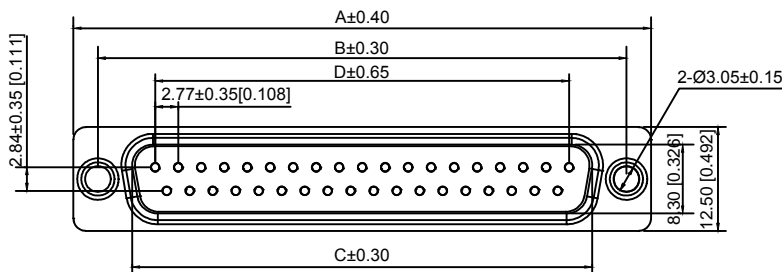 A±0.40
B±0.30
D±0.65
2.77±0.35[0.108]
2-Ø3.05±0.15
2.84±0.35 [0.111]
8.30 [0.326]
12.50 [0.492]
C±0.30